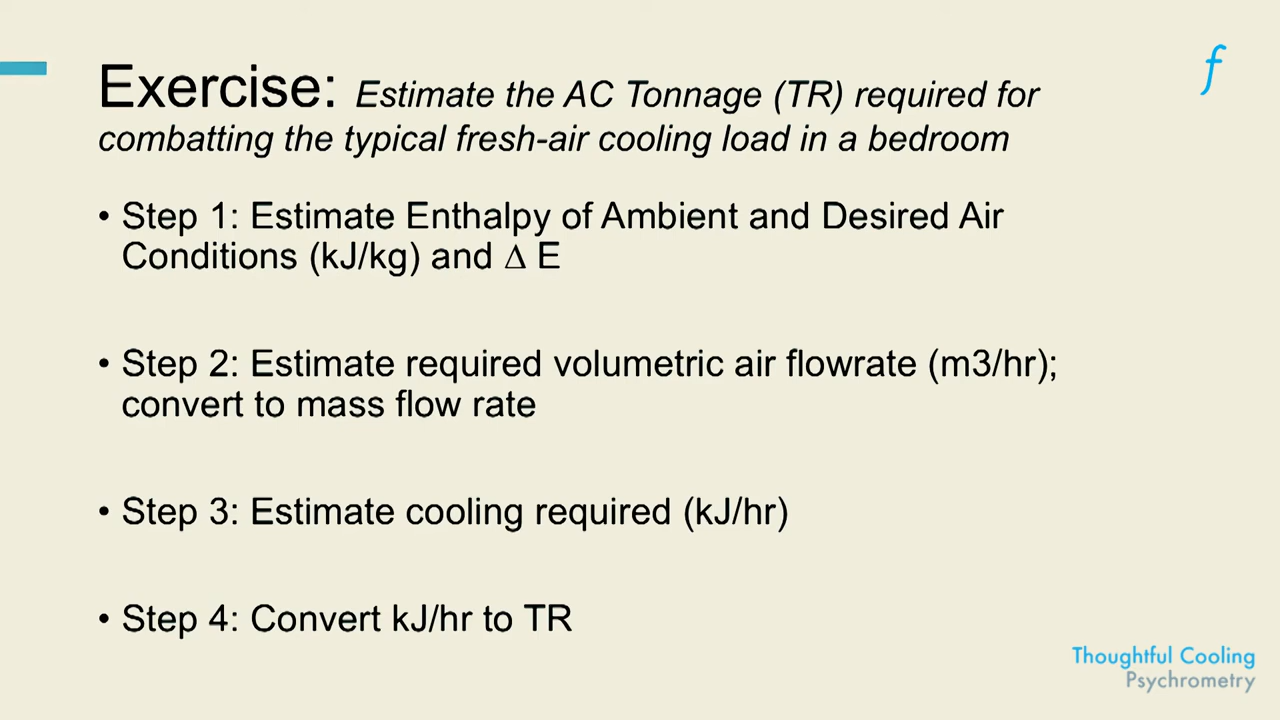 Exercise: Estimate the AC Tonnage (TR) required for
combatting the typical fresh-air cooling load in a bedroom
f
• Step 1: Estimate Enthalpy of Ambient and Desired Air
Conditions (kJ/kg) and Δ E
• Step 2: Estimate required volumetric air flowrate (m3/hr);
convert to mass flow rate
• Step 3: Estimate cooling required (kJ/hr)
• Step 4: Convert kJ/hr to TR
Thoughtful Cooling
Psychrometry